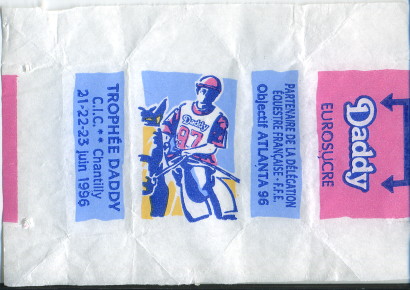 TROPHÉE DADDY
C.I.C.** Chantilly
21-22-23 juin 1996
Daddy
97
PARTENAIRE DE LA DÉLÉGATION
ÉQUESTRE FRANÇAISE - F.F.E.
Objectif ATLANTA 96
Daddy
EUROSUCRE